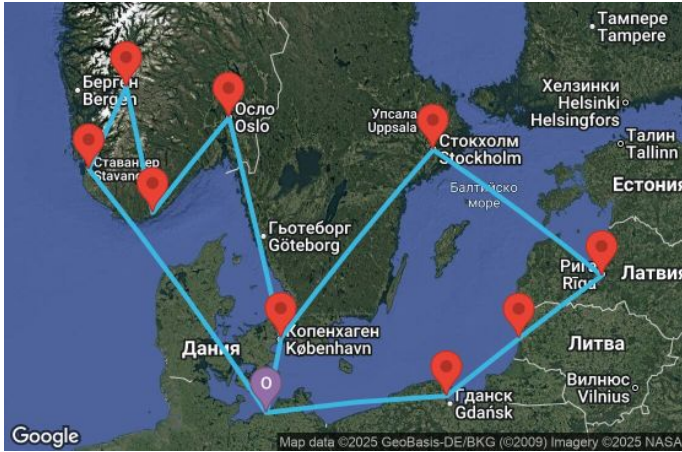 Тампере
Tampere
Берген
Bergen
Хелзинки
Helsinki
Helsingfors
Осло
Oslo
Упсала
Uppsala
Стокхолм
Stockholm
Талин
Tallinn
Ставангер
Stavang
Естония
Балтийско
море
Гьотеборг
Göteborg
Рига
Rīga
Латвия
Копенхаген
København
Дания
Литва
О
Вилнюс
Vilnius
Гданск
Gdańsk
Google
Map data ©2025 GeoBasis-DE/BKG (©2009) Imagery ©2025 NASA